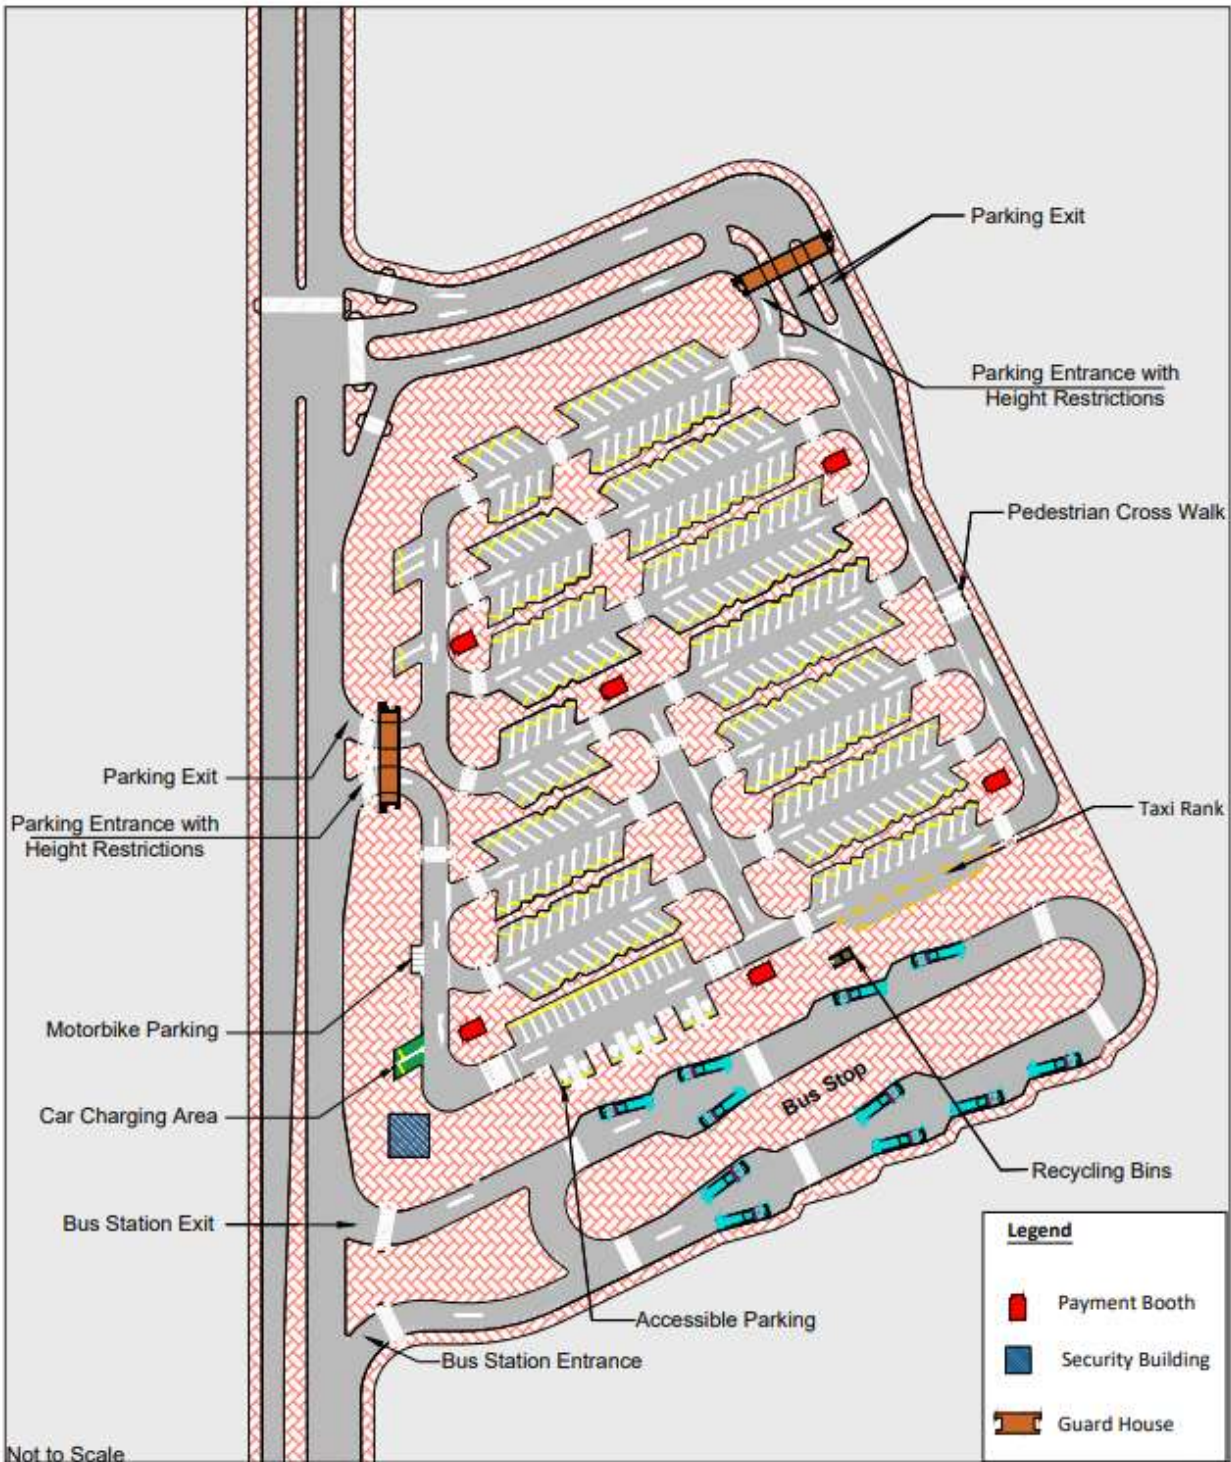 Parking Exit
Parking Entrance with
Height Restrictions
Pedestrian Cross Walk
Parking Exit
Taxi Rank
Parking Entrance with
Height Restrictions
Motorbike Parking
Bus Stop
Car Charging Area
Recycling Bins
Bus Station Exit
Legend
Payment Booth
Accessible Parking
Bus Station Entrance
Security Building
Guard House
Not to Scale